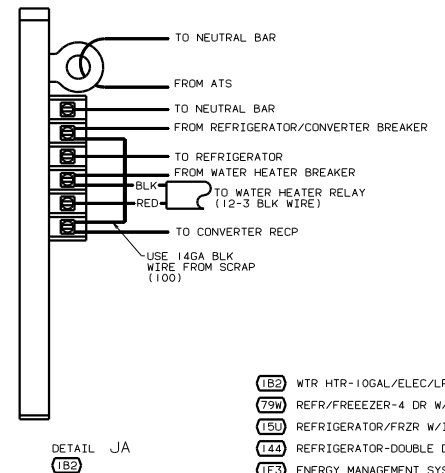 TO NEUTRAL BAR
FROM ATS
TO NEUTRAL BAR
FROM REFRIGERATOR/CONVERTER BREAKER
TO REFRIGERATOR
FROM WATER HEATER BREAKER
BLK
TO WATER HEATER RELAY
RED
(12-3 BLK WIRE)
TO CONVERTER RECP
USE 14GA BLK
WIRE FROM SCRAP
(100)
1B2 WTR HTR-10GAL/ELEC/LP
79W REFR/FREEEZER-4 DR W/
15U REFRIGERATOR/FRZR W/I
144 REFRIGERATOR-DOUBLE D
1F3 ENERGY MANAGEMENT SYS
DETAIL JA
1B2